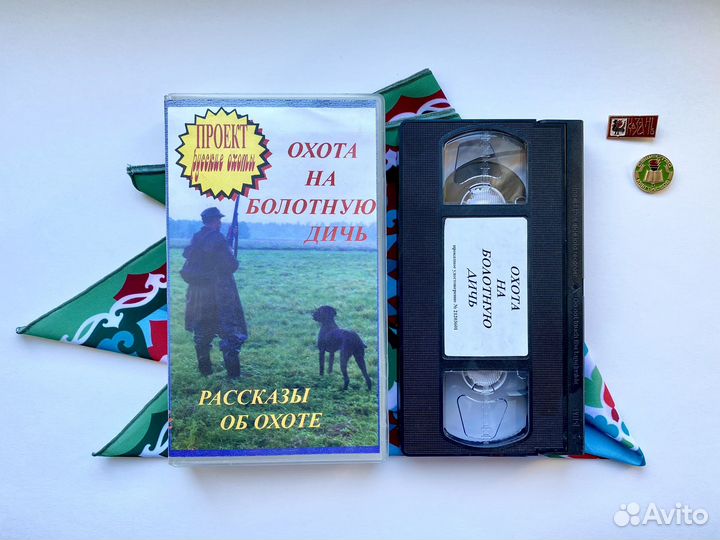 ПРОЕКТ
русские охоты
ОХОТА
НА
БОЛОТНУЮ
ДИЧЬ
РАССКАЗЫ
ОБ ОХОТЕ
ОХОТА
НА
БОЛОТНУЮ
ДИЧЬ
Avito